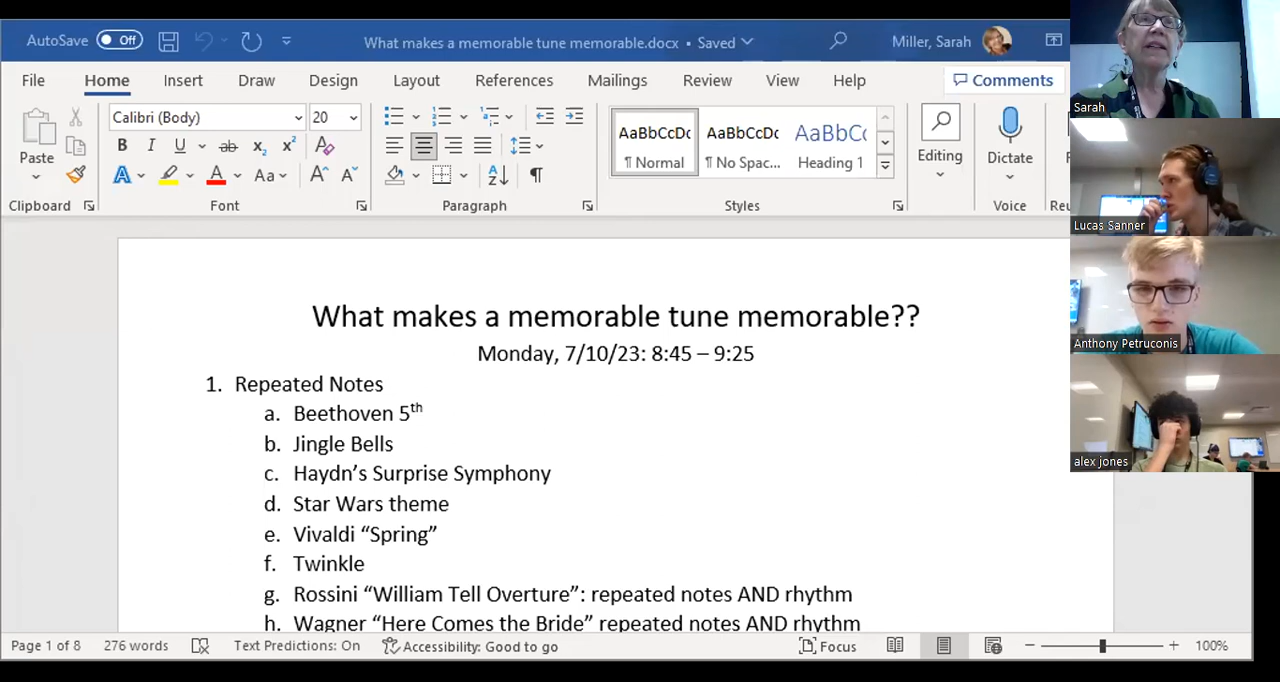 AutoSave Off What makes a memorable tune memorable.docx • Saved Miller, Sarah
File Home Insert Draw Design Layout References Mailings Review View Help Comments
Paste Calibri (Body) 20 AaBbCcDc AaBbCcDc AaBbC Editing Dictate
B I U ab x₂ x² ¶ Normal ¶ No Spac... Heading 1
A A Aa A A
Clipboard Font Paragraph Styles Voice
What makes a memorable tune memorable??
Monday, 7/10/23: 8:45 – 9:25
1. Repeated Notes
a. Beethoven 5th
b. Jingle Bells
c. Haydn's Surprise Symphony
d. Star Wars theme
e. Vivaldi “Spring”
f. Twinkle
g. Rossini “William Tell Overture”: repeated notes AND rhythm
h. Wagner “Here Comes the Bride” repeated notes AND rhythm
Page 1 of 8 276 words Text Predictions: On Accessibility: Good to go Focus 100%
Sarah
Lucas Sanner
Anthony Petruconis
alex jones